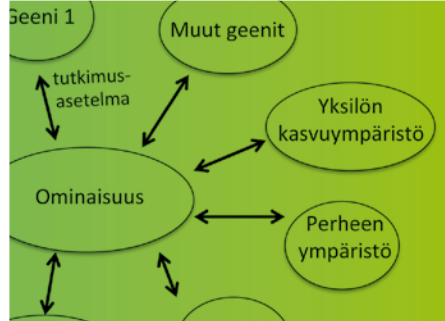 Geeni 1
Muut geenit
tutkimus-
asetelma
Yksilön
kasvuympäristö
Ominaisuus
Perheen
ympäristö